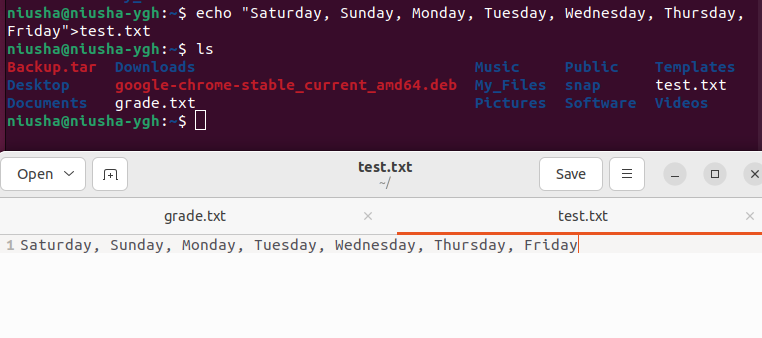 niusha@niusha-ygh:~$ echo "Saturday, Sunday, Monday, Tuesday, Wednesday, Thursday,
Friday">test.txt
niusha@niusha-ygh:~$ ls
Backup.tar  Downloads                             Music     Public    Templates
Desktop     google-chrome-stable_current_amd64.deb  My_Files  snap      test.txt
Documents   grade.txt                             Pictures  Software  Videos
niusha@niusha-ygh:~$
Open test.txt Save
~/
grade.txt × test.txt ×
1 Saturday, Sunday, Monday, Tuesday, Wednesday, Thursday, Friday